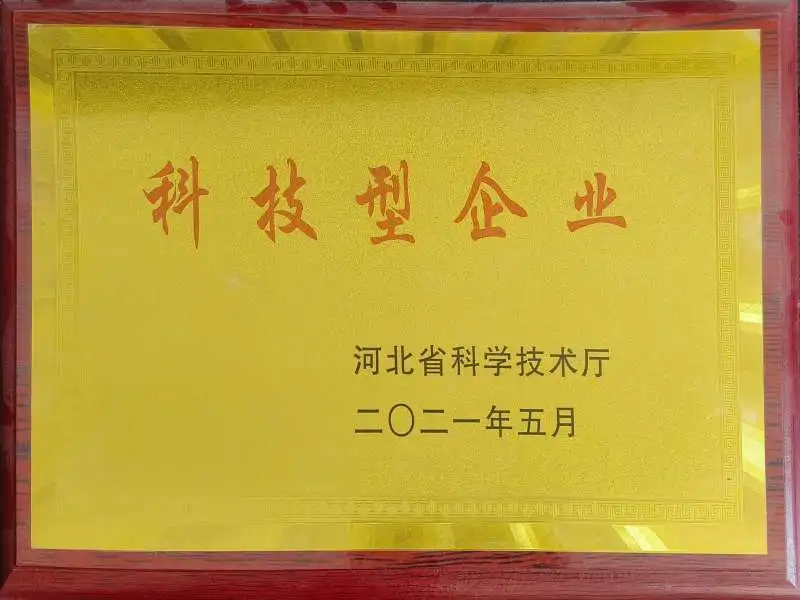 科技型企业
河北省科学技术厅
二〇二一年五月